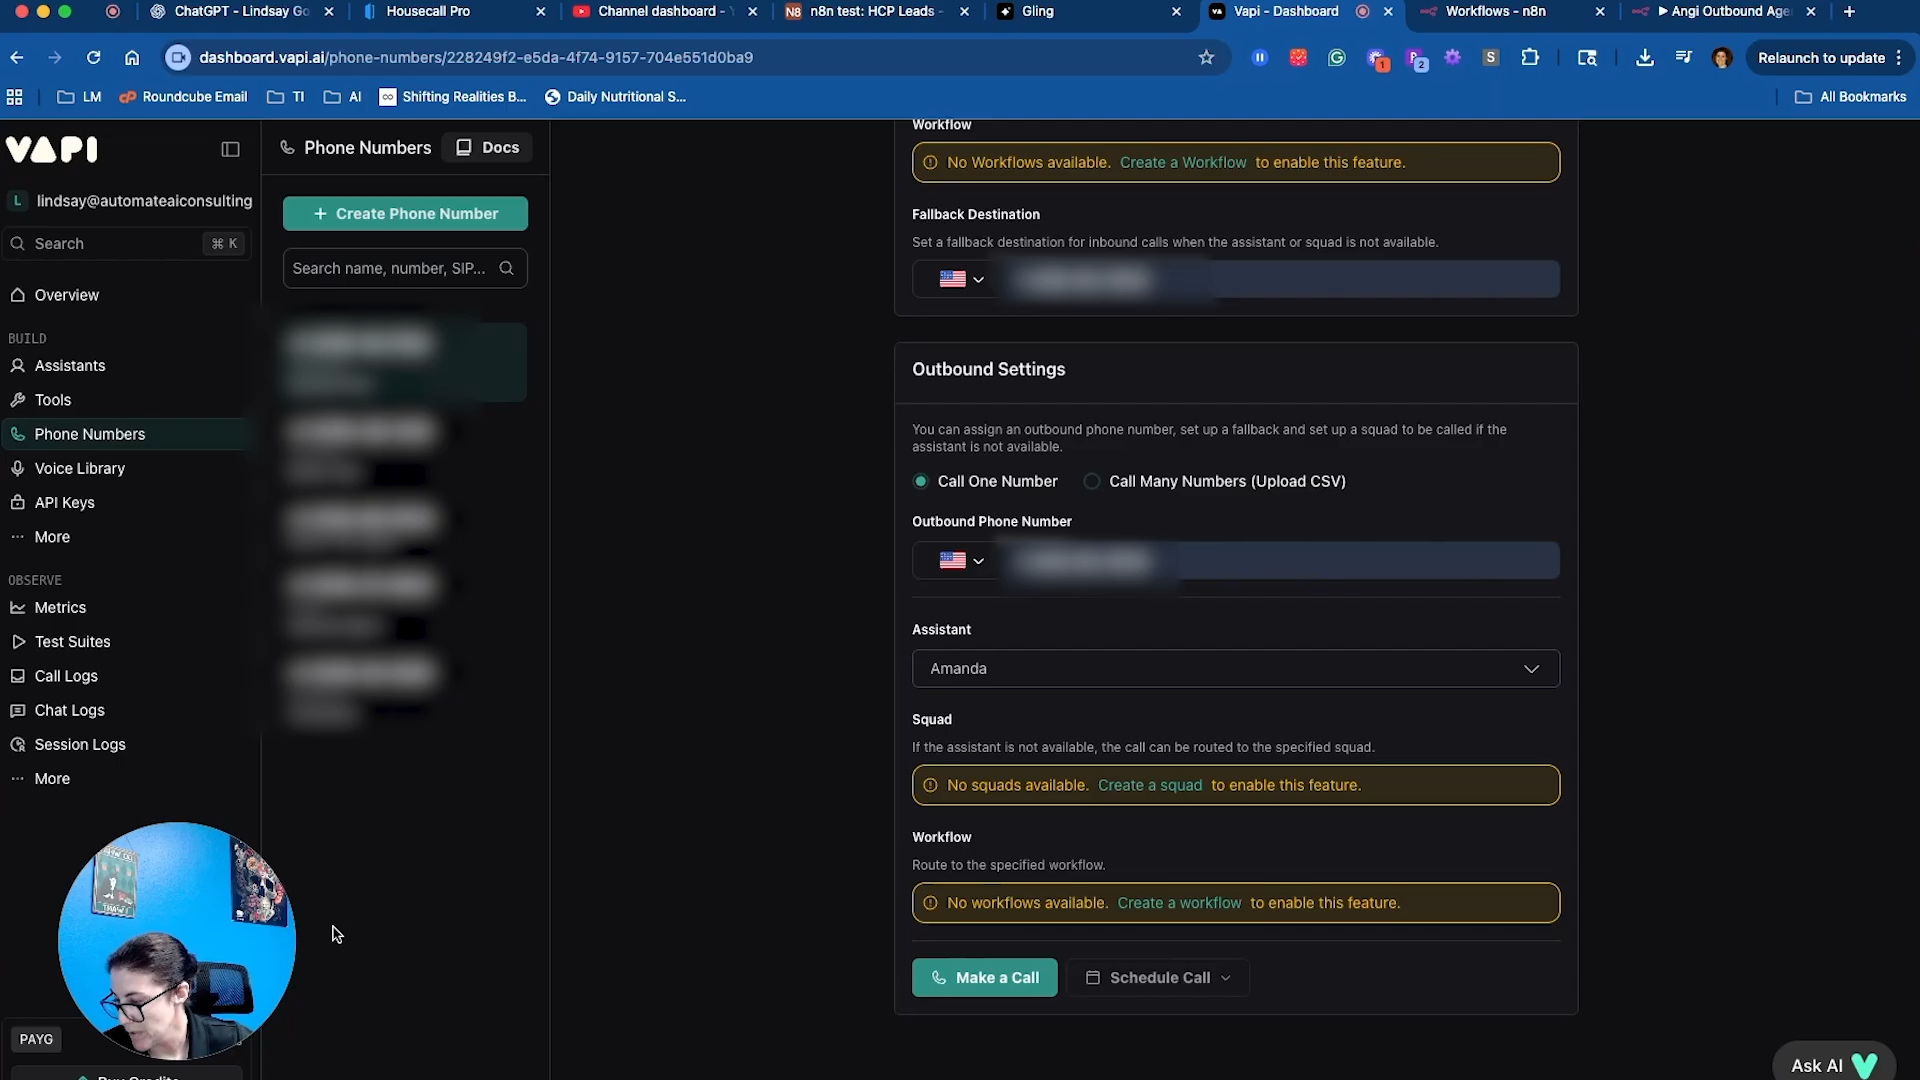 ChatGPT - Lindsay Go
Housecall Pro
Channel dashboard -
n8n test: HCP Leads -
Gling
Vapi - Dashboard
Workflows - n8n
Angi Outbound Age
dashboard.vapi.ai/phone-numbers/228249f2-e5da-4f74-9157-704e551d0ba9
1
2
S
Relaunch to update
LM
Roundcube Email
TI
AI
Shifting Realities B...
Daily Nutritional S...
All Bookmarks
VAPI
L
lindsay@automateaiconsulting
Search
⌘ K
Overview
BUILD
Assistants
Tools
Phone Numbers
Voice Library
API Keys
More
OBSERVE
Metrics
Test Suites
Call Logs
Chat Logs
Session Logs
More
PAYG
Buy Credits
Phone Numbers
Docs
+ Create Phone Number
Search name, number, SIP...
Workflow
No Workflows available. Create a Workflow to enable this feature.
Fallback Destination
Set a fallback destination for inbound calls when the assistant or squad is not available.
Outbound Settings
You can assign an outbound phone number, set up a fallback and set up a squad to be called if the
assistant is not available.
Call One Number
Call Many Numbers (Upload CSV)
Outbound Phone Number
Assistant
Amanda
Squad
If the assistant is not available, the call can be routed to the specified squad.
No squads available. Create a squad to enable this feature.
Workflow
Route to the specified workflow.
No workflows available. Create a workflow to enable this feature.
Make a Call
Schedule Call
Ask AI